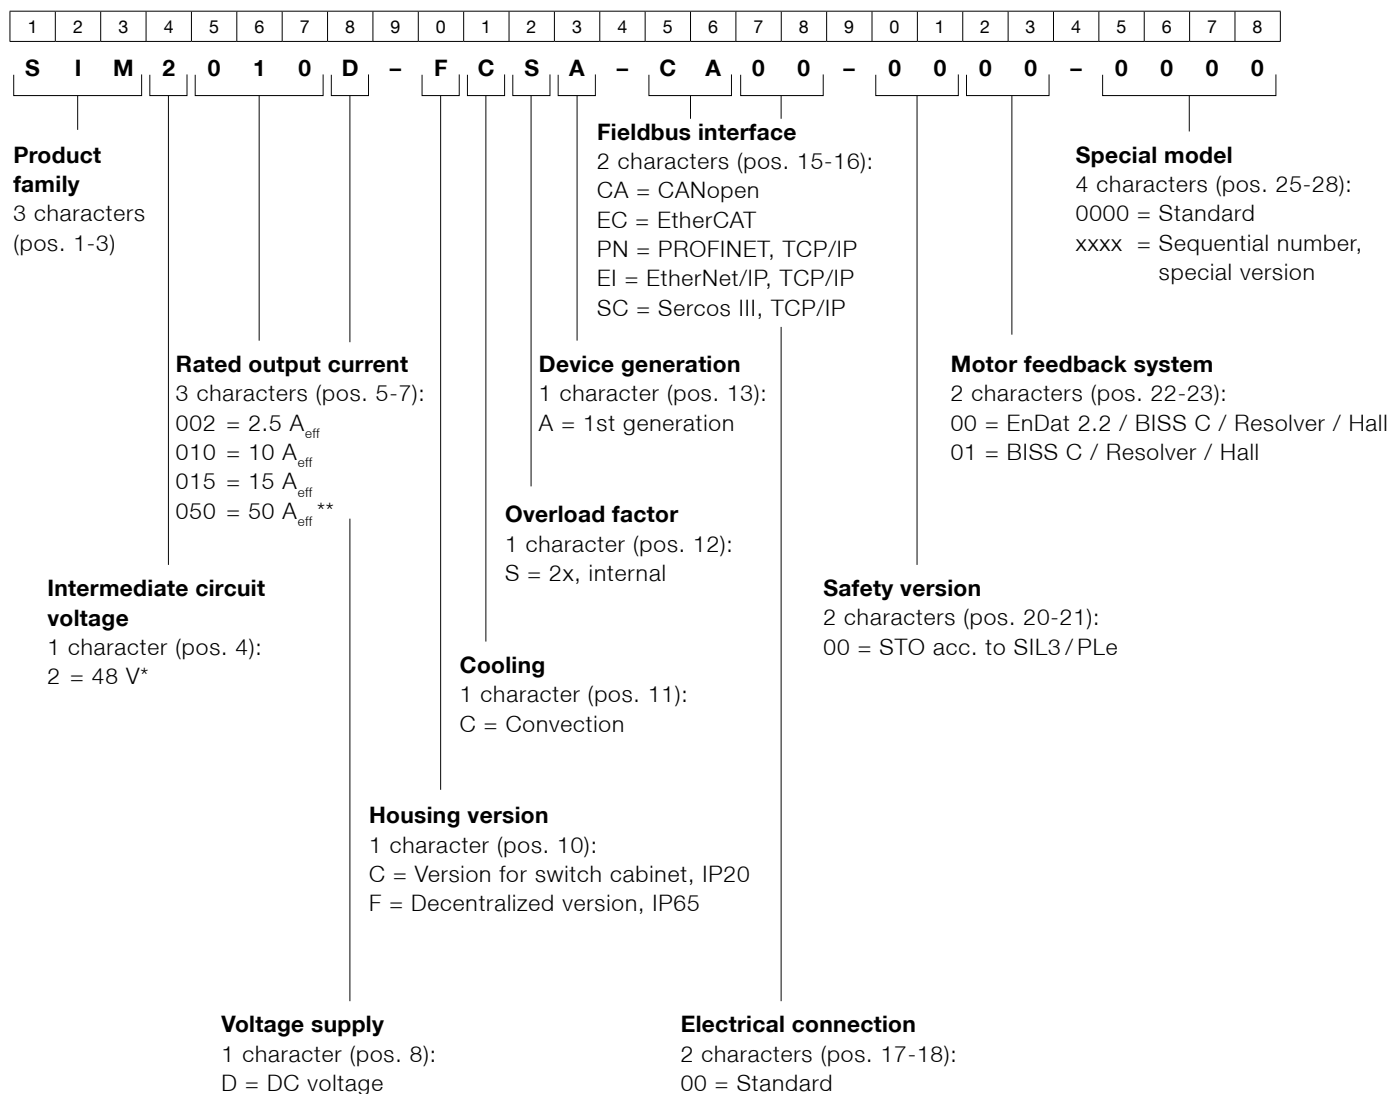 1 2 3 4 5 6 7 8 9 0 1 2 3 4 5 6 7 8 9 0 1 2 3 4 5 6 7 8
S I M 2 0 1 0 D – F C S A – C A 0 0 – 0 0 0 0 – 0 0 0 0
Product
family
3 characters
(pos. 1-3)
Fieldbus interface
2 characters (pos. 15-16):
CA = CANopen
EC = EtherCAT
PN = PROFINET, TCP/IP
EI = EtherNet/IP, TCP/IP
SC = Sercos III, TCP/IP
Special model
4 characters (pos. 25-28):
0000 = Standard
xxxx = Sequential number,
special version
Rated output current
3 characters (pos. 5-7):
002 = 2.5 Aeff
010 = 10 Aeff
015 = 15 Aeff
050 = 50 Aeff **
Device generation
1 character (pos. 13):
A = 1st generation
Motor feedback system
2 characters (pos. 22-23):
00 = EnDat 2.2 / BISS C / Resolver / Hall
01 = BISS C / Resolver / Hall
Overload factor
1 character (pos. 12):
S = 2x, internal
Intermediate circuit
voltage
1 character (pos. 4):
2 = 48 V*
Safety version
2 characters (pos. 20-21):
00 = STO acc. to SIL3/PLe
Cooling
1 character (pos. 11):
C = Convection
Housing version
1 character (pos. 10):
C = Version for switch cabinet, IP20
F = Decentralized version, IP65
Voltage supply
1 character (pos. 8):
D = DC voltage
Electrical connection
2 characters (pos. 17-18):
00 = Standard